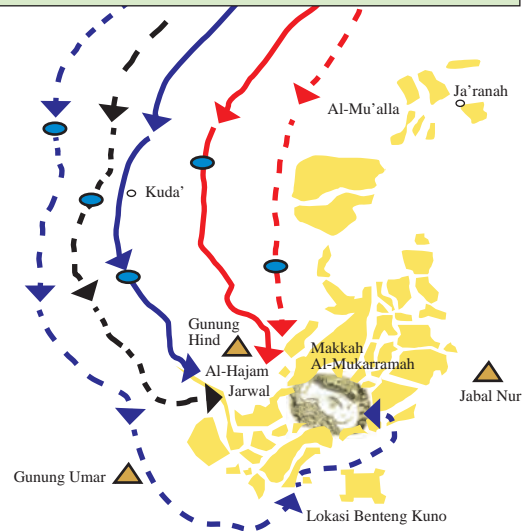 Ja’ranah
Al-Mu’alla
Kuda’
Gunung
Hind
Al-Hajam
Jarwal
Makkah
Al-Mukarramah
Jabal Nur
Gunung Umar
Lokasi Benteng Kuno